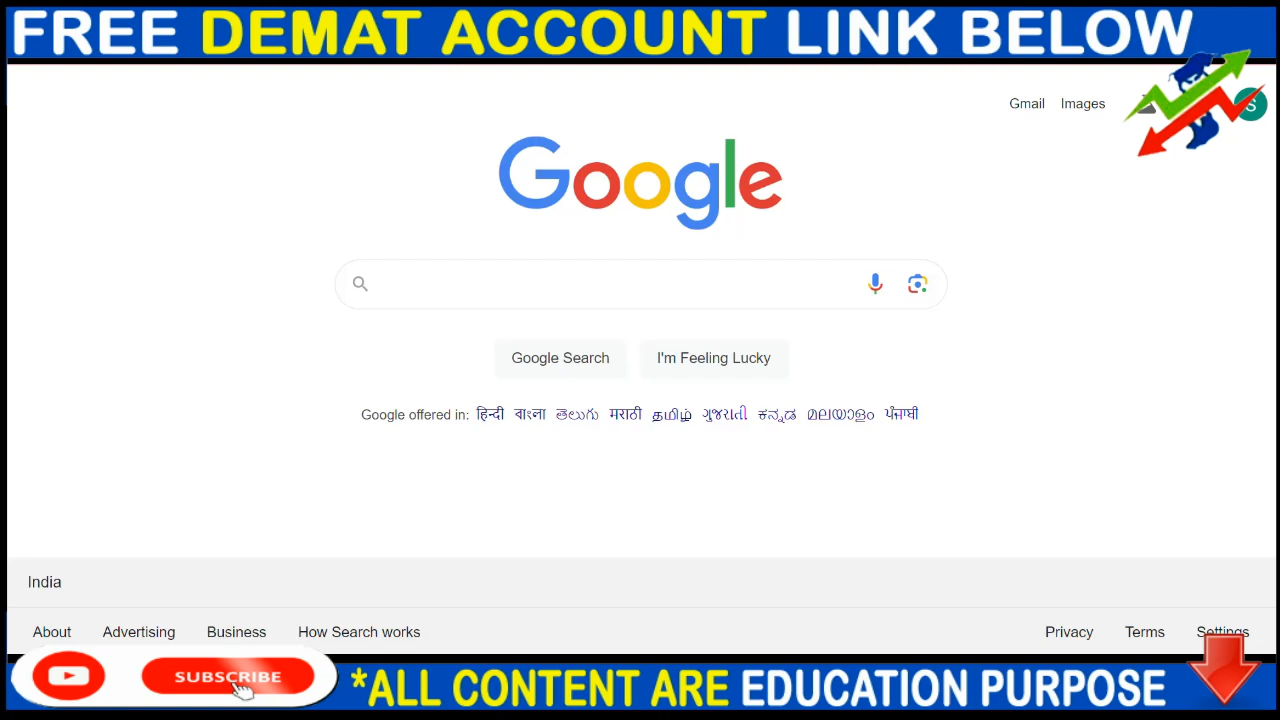 FREE DEMAT ACCOUNT LINK BELOW
Gmail Images
S
Google
Google Search I'm Feeling Lucky
Google offered in: हिन्दी বাংলা తెలుగు मराठी தமிழ் ગુજરાતી ಕನ್ನಡ മലയാളം ਪੰਜਾਬੀ
India
About Advertising Business How Search works Privacy Terms Settings
SUBSCRIBE
*ALL CONTENT ARE EDUCATION PURPOSE